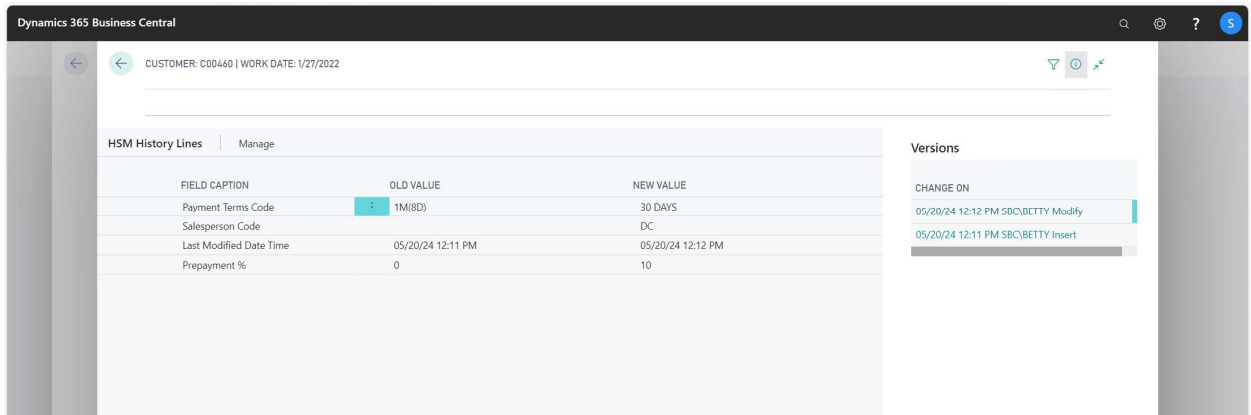 Dynamics 365 Business Central
?
S
CUSTOMER: C00460 | WORK DATE: 1/27/2022
HSM History Lines Manage
FIELD CAPTION OLD VALUE NEW VALUE
Payment Terms Code 1M(8D) 30 DAYS
Salesperson Code DC
Last Modified Date Time 05/20/24 12:11 PM 05/20/24 12:12 PM
Prepayment % 0 10
Versions
CHANGE ON
05/20/24 12:12 PM SBC\BETTY Modify
05/20/24 12:11 PM SBC\BETTY Insert